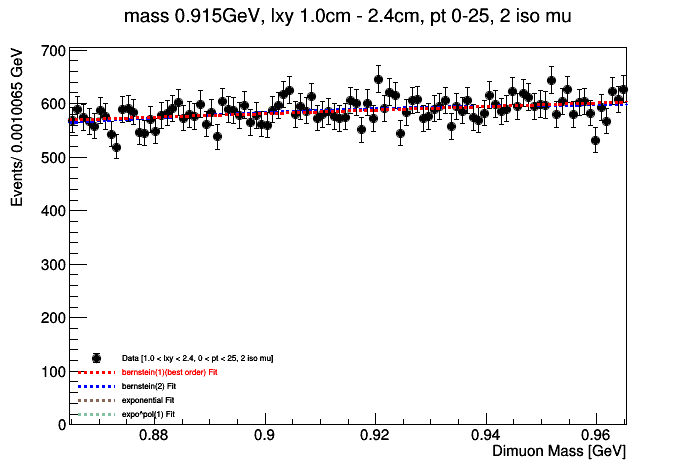 mass 0.915GeV, lxy 1.0cm - 2.4cm, pt 0-25, 2 iso mu
Events/ 0.0010065 GeV
700
600
500
400
300
200
100
0
Data [1.0 < lxy < 2.4, 0 < pt < 25, 2 iso mu]
bernstein(1)(best order) Fit
bernstein(2) Fit
exponential Fit
expo*pol(1) Fit
0.88 0.9 0.92 0.94 0.96
Dimuon Mass [GeV]